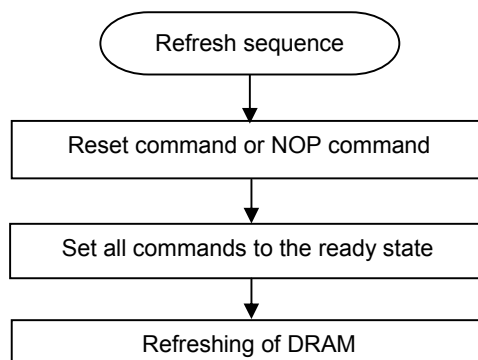 Refresh sequence
Reset command or NOP command
Set all commands to the ready state
Refreshing of DRAM